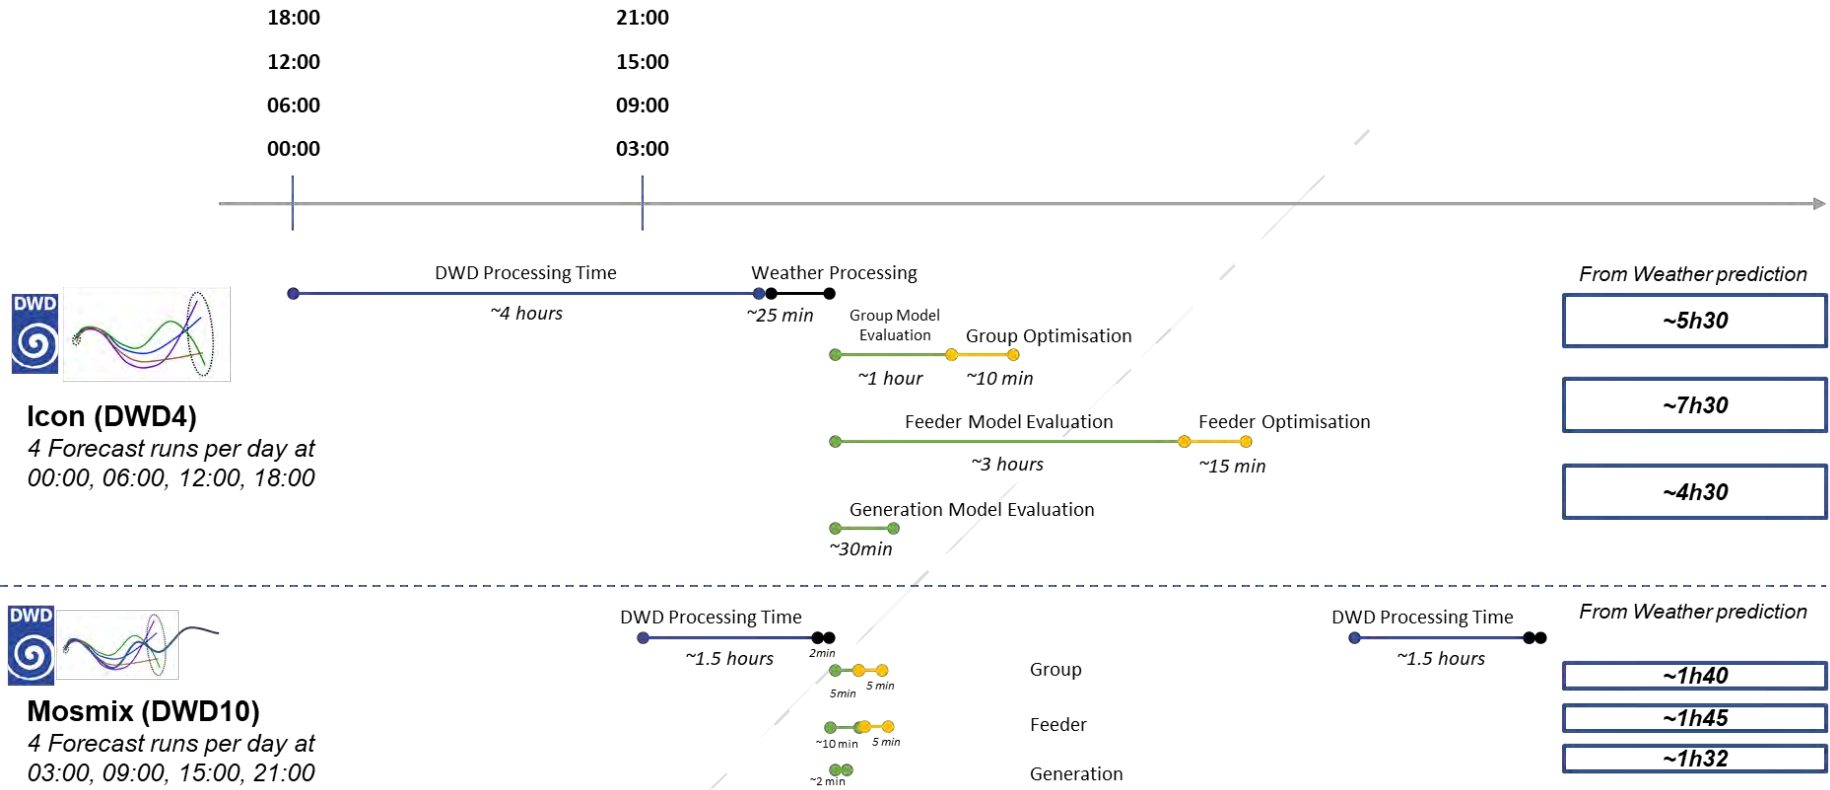 18:00
21:00
12:00
15:00
06:00
09:00
00:00
03:00
DWD Processing Time
Weather Processing
From Weather prediction
DWD
~4 hours
~25 min
Group Model
Evaluation
Group Optimisation
~5h30
~1 hour
~10 min
Icon (DWD4)
4 Forecast runs per day at
00:00, 06:00, 12:00, 18:00
Feeder Model Evaluation
Feeder Optimisation
~7h30
~3 hours
~15 min
Generation Model Evaluation
~4h30
~30min
DWD
DWD Processing Time
DWD Processing Time
From Weather prediction
~1.5 hours
2min
~1.5 hours
Group
~1h40
5min
5 min
Mosmix (DWD10)
4 Forecast runs per day at
03:00, 09:00, 15:00, 21:00
Feeder
~1h45
~10 min
5 min
Generation
~1h32
~2 min